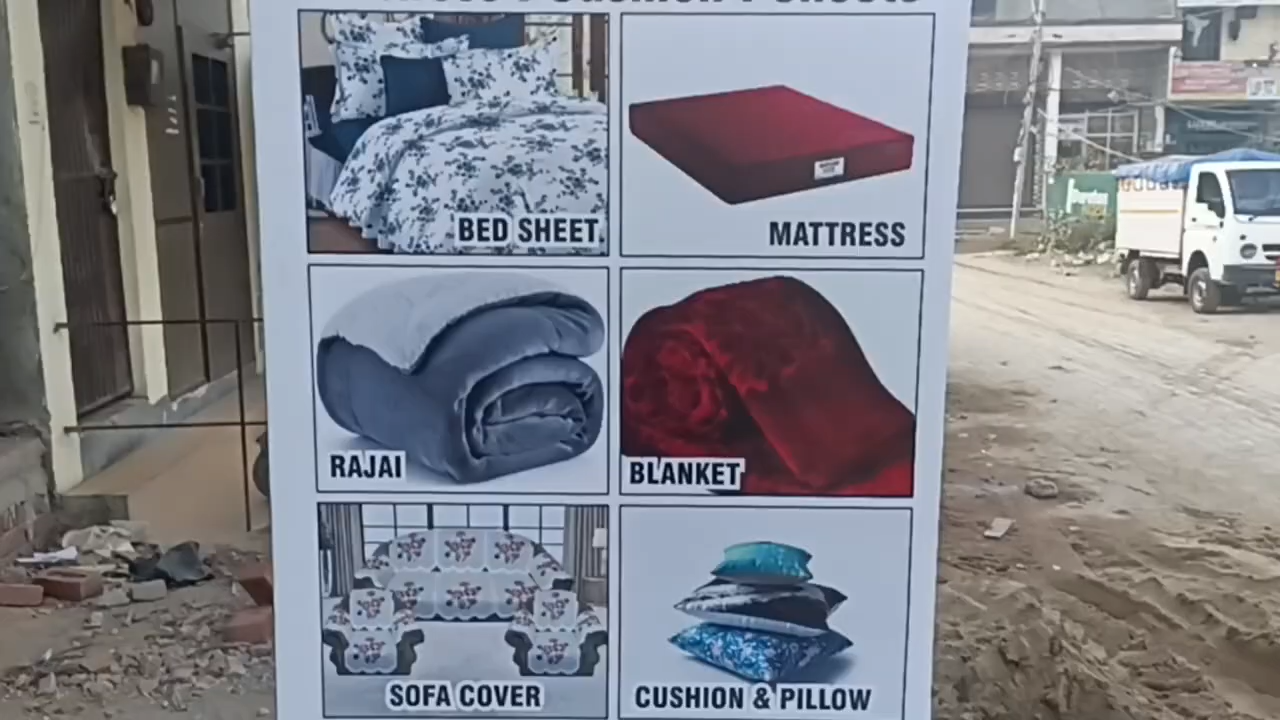 BED SHEET
MATTRESS
RAJAI
BLANKET
SOFA COVER
CUSHION & PILLOW